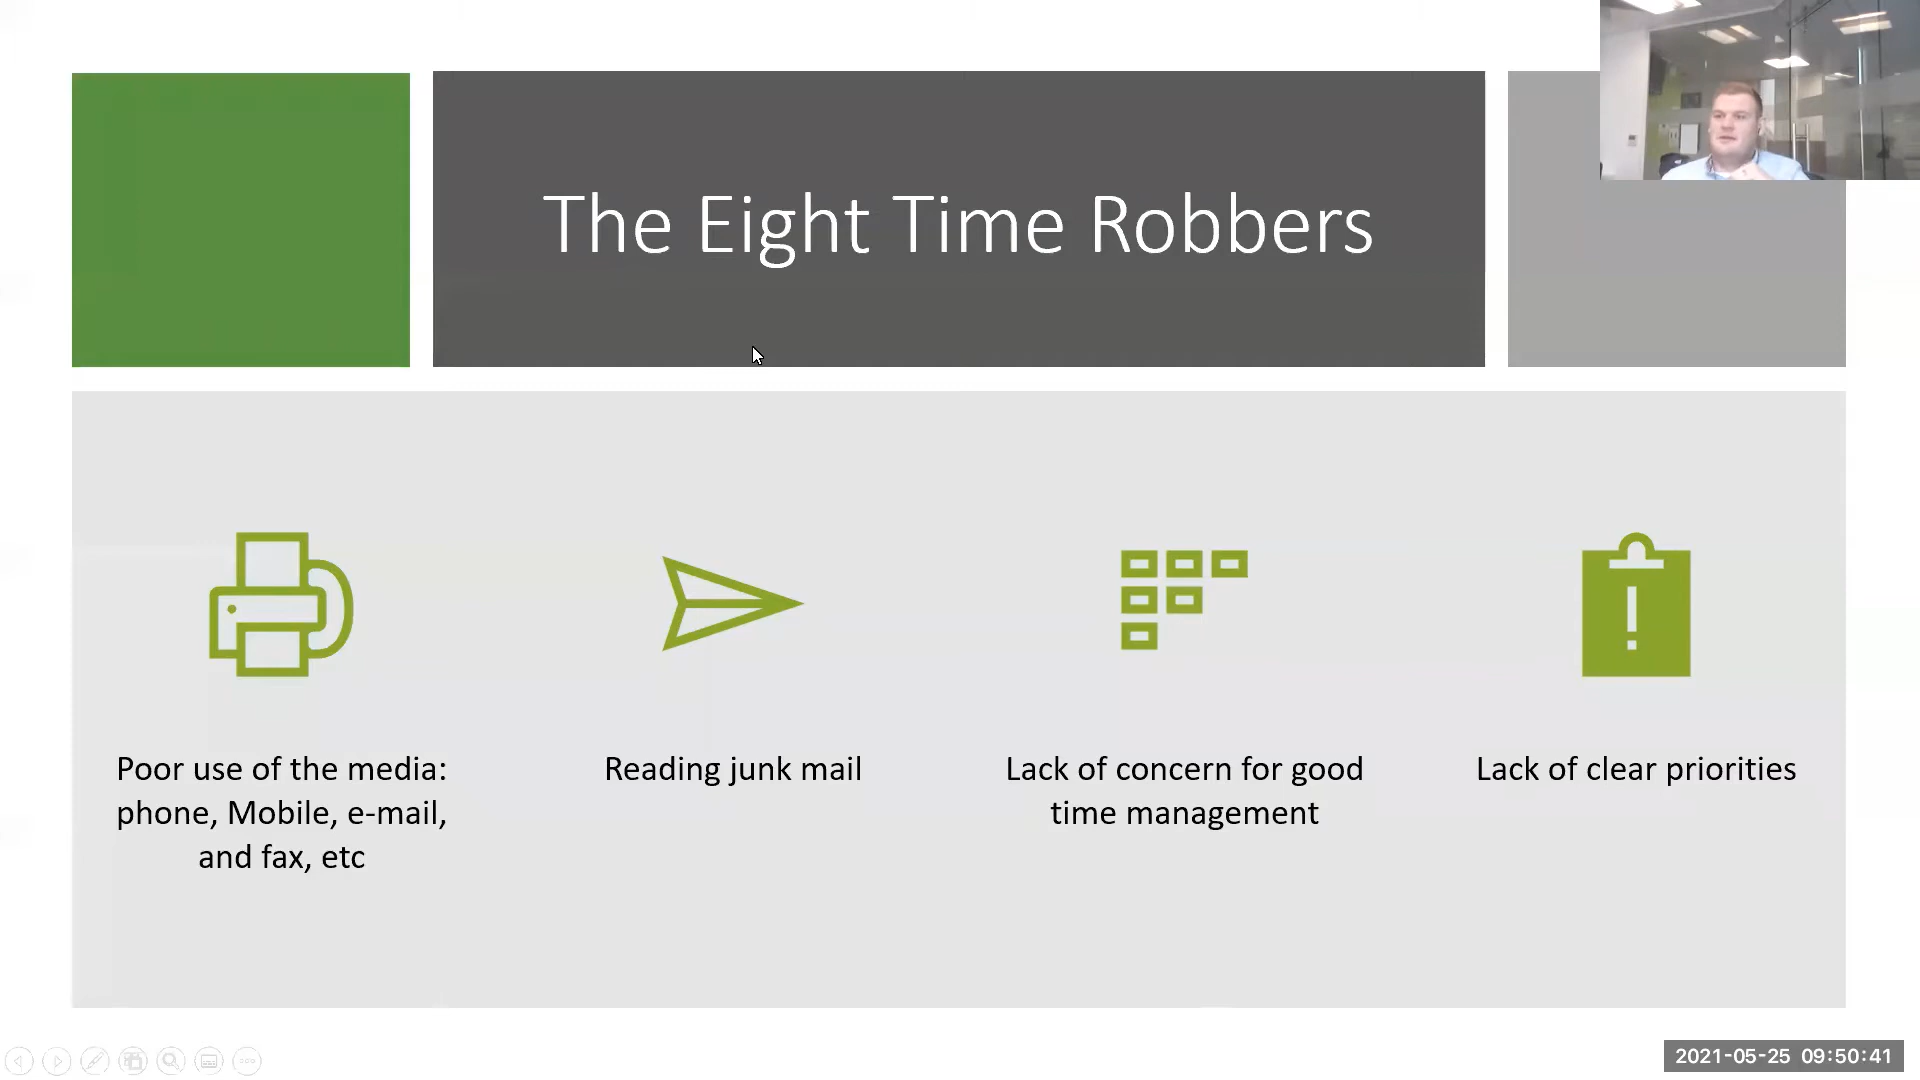 The Eight Time Robbers
Poor use of the media:
phone, Mobile, e-mail,
and fax, etc
Reading junk mail
Lack of concern for good
time management
Lack of clear priorities
2021-05-25 09:50:41